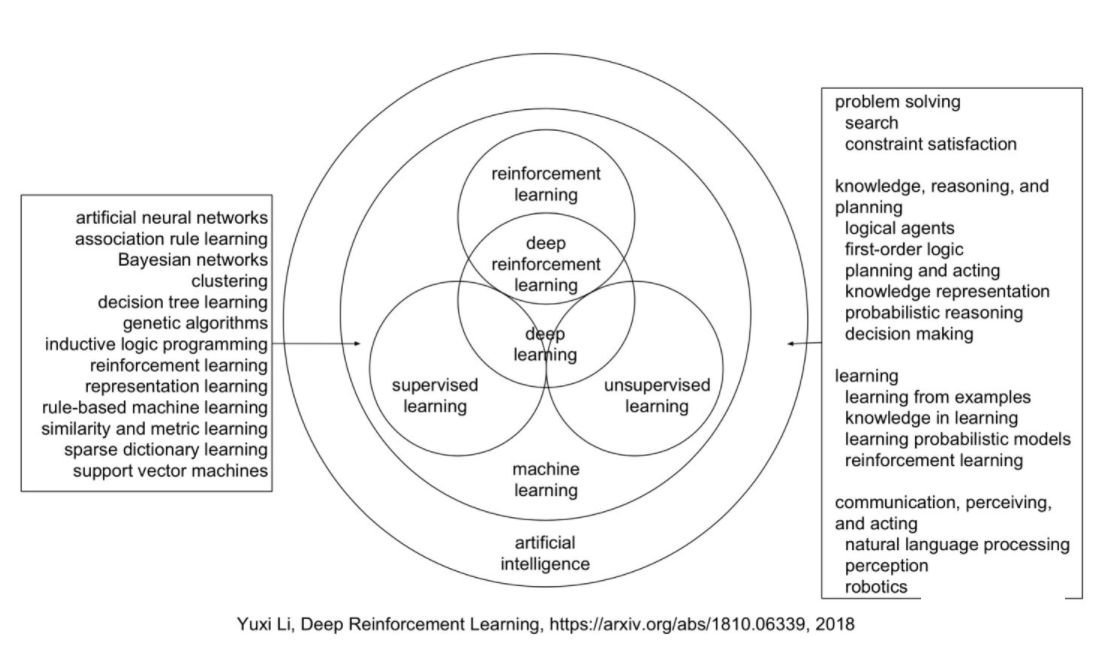 artificial neural networks
association rule learning
Bayesian networks
clustering
decision tree learning
genetic algorithms
inductive logic programming
reinforcement learning
representation learning
rule-based machine learning
similarity and metric learning
sparse dictionary learning
support vector machines
reinforcement
learning
deep
reinforcement
learning
deep
learning
supervised
learning
unsupervised
learning
machine
learning
artificial
intelligence
problem solving
search
constraint satisfaction
knowledge, reasoning, and
planning
logical agents
first-order logic
planning and acting
knowledge representation
probabilistic reasoning
decision making
learning
learning from examples
knowledge in learning
learning probabilistic models
reinforcement learning
communication, perceiving,
and acting
natural language processing
perception
robotics
Yuxi Li, Deep Reinforcement Learning, https://arxiv.org/abs/1810.06339, 2018